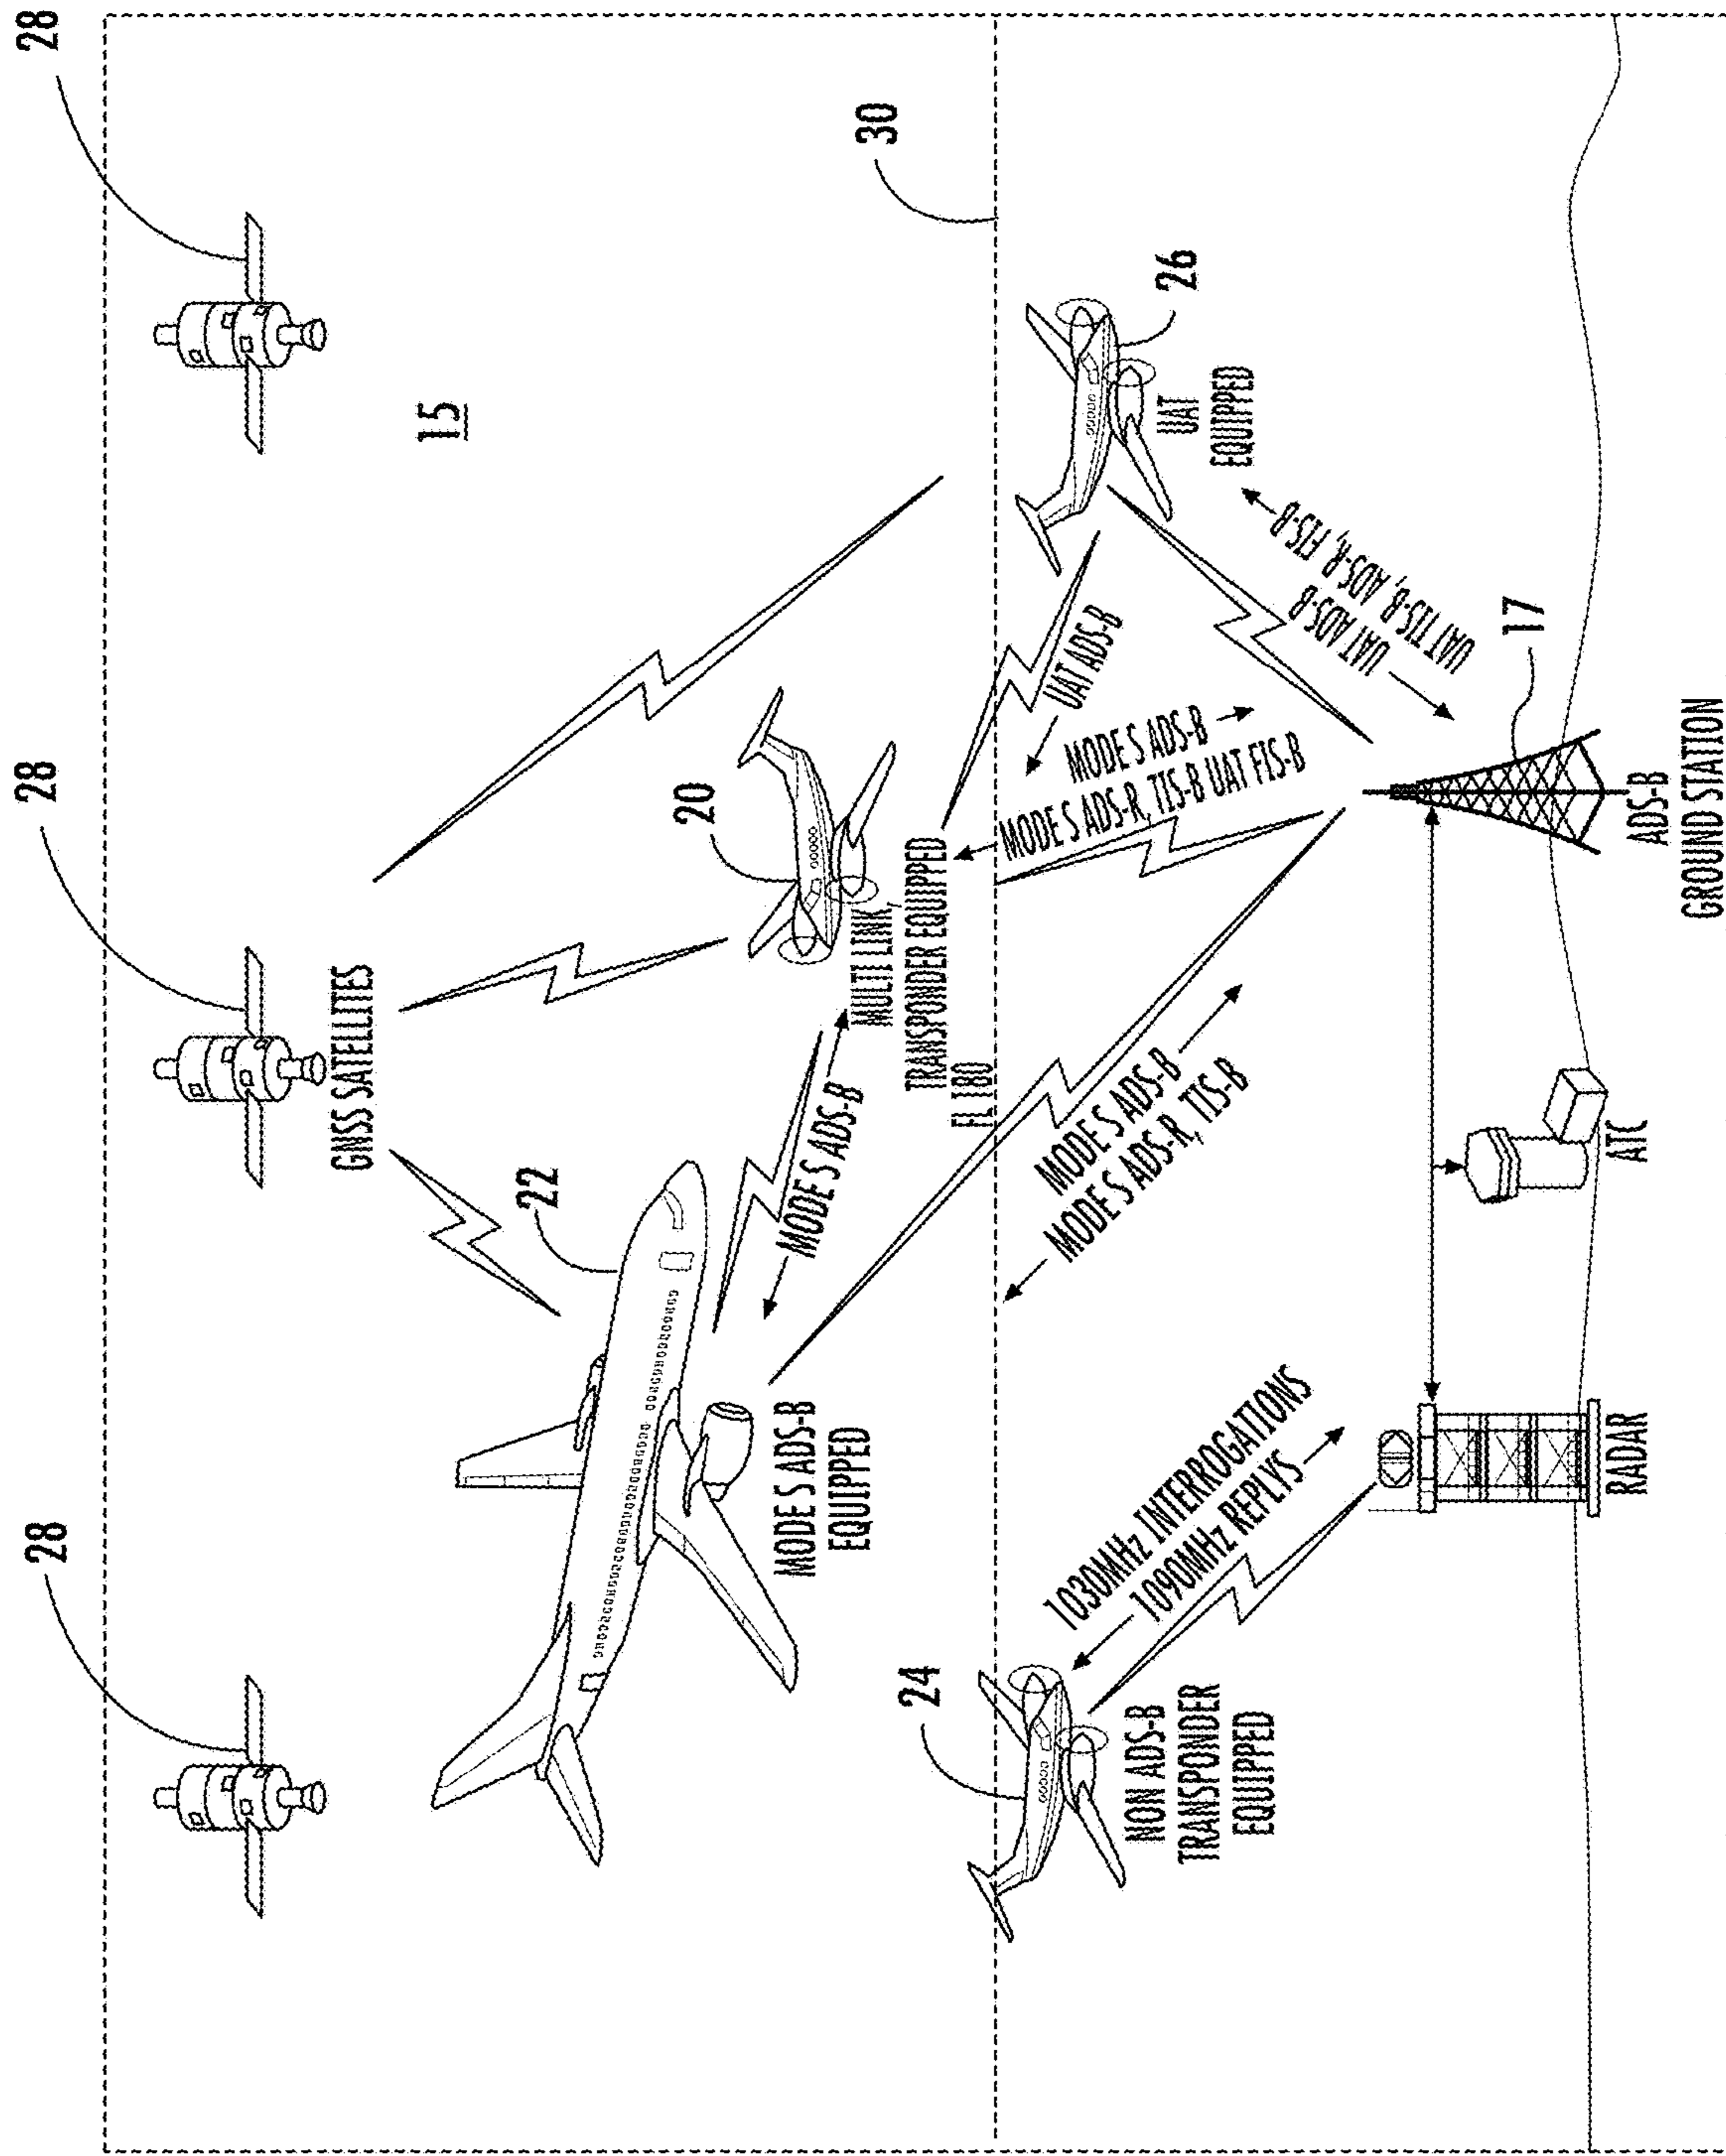 28
28
28
GNSS SATELLITES
15
22
20
MODE S ADS-B
EQUIPPED
MODE S ADS-B
MULTI LINK
TRANSPONDER EQUIPPED
FL 180
30
24
NON ADS-B
TRANSPONDER
EQUIPPED
1030MHz INTERROGATIONS
1090MHz REPLYS
MODE S ADS-B
MODE S ADS-R, TIS-B
MODE S ADS-B
MODE S ADS-R, TIS-B UAT FIS-B
UAT ADS-B
26
UAT
EQUIPPED
UAT ADS-B
UAT TIS-B, ADS-R, FIS-B
17
RADAR
ATC
ADS-B
GROUND STATION